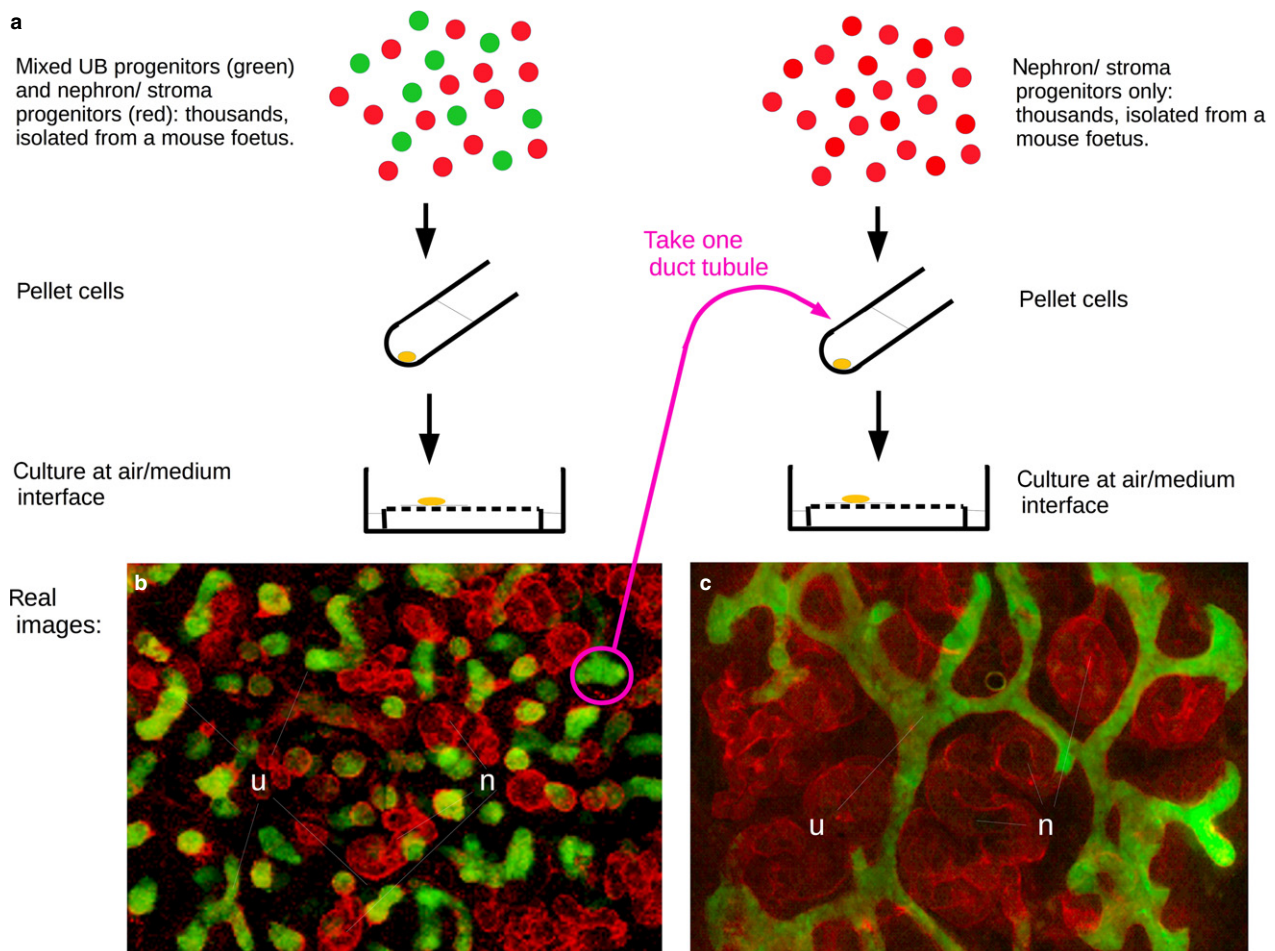 a
Mixed UB progenitors (green)
and nephron/ stroma
progenitors (red): thousands,
isolated from a mouse foetus.
Nephron/ stroma
progenitors only:
thousands, isolated from a
mouse foetus.
Take one
duct tubule
Pellet cells
Pellet cells
Culture at air/medium
interface
Culture at air/medium
interface
Real
images:
b
u
n
c
u
n